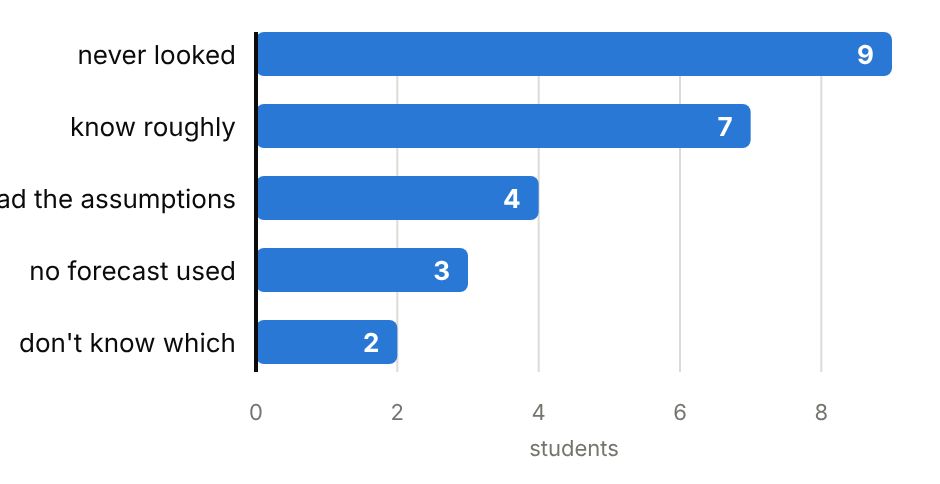 never looked 9
know roughly 7
the assumptions 4
no forecast used 3
don't know which 2
0 2 4 6 8
students